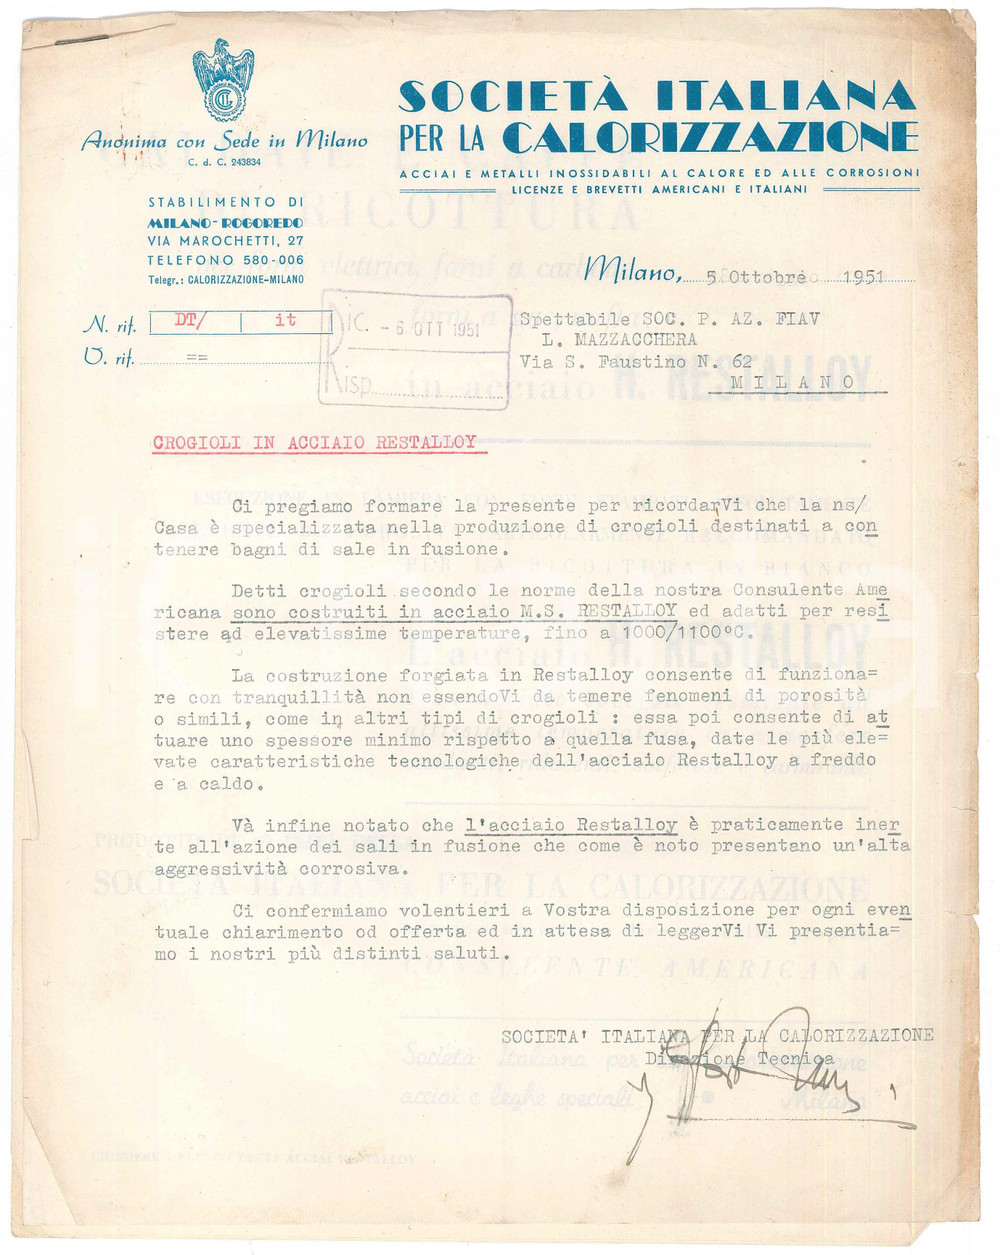 SOCIETÀ ITALIANA
PER LA CALORIZZAZIONE
ACCIAI E METALLI INOSSIDABILI AL CALORE ED ALLE CORROSIONI
LICENZE E BREVETTI AMERICANI E ITALIANI
Anonima con Sede in Milano
C. d. C. 243834
STABILIMENTO DI
MILANO-ROGOREDO
VIA MAROCHETTI, 27
TELEFONO 580-006
Telegr.: CALORIZZAZIONE-MILANO
Milano, 5 Ottobre 1951
N. rif. DT/ it
V. rif. ==
RIC. - 6 OTT 1951
Risp.
Spettabile SOC. P. AZ. FIAV
L. MAZZACCHERA
Via S. Faustino N. 62
MILANO
CROGIOLI IN ACCIAIO RESTALLOY
Ci pregiamo formare la presente per ricordarVi che la ns/
Casa è specializzata nella produzione di crogioli destinati a con
tenere bagni di sale in fusione.
Detti crogioli secondo le norme della nostra Consulente Ame
ricana sono costruiti in acciaio M.S. RESTALLOY ed adatti per resi
stere ad elevatissime temperature, fino a 1000/1100°C.
La costruzione forgiata in Restalloy consente di funziona=
re con tranquillità non essendoVi da temere fenomeni di porosità
o simili, come in altri tipi di crogioli : essa poi consente di at
tuare uno spessore minimo rispetto a quella fusa, date le più ele=
vate caratteristiche tecnologiche dell'acciaio Restalloy a freddo
e a caldo.
Và infine notato che l'acciaio Restalloy è praticamente iner
te all'azione dei sali in fusione che come è noto presentano un'alta
aggressività corrosiva.
Ci confermiamo volentieri a Vostra disposizione per ogni even
tuale chiarimento od offerta ed in attesa di leggerVi Vi presentia=
mo i nostri più distinti saluti.
SOCIETA' ITALIANA PER LA CALORIZZAZIONE
Direzione Tecnica